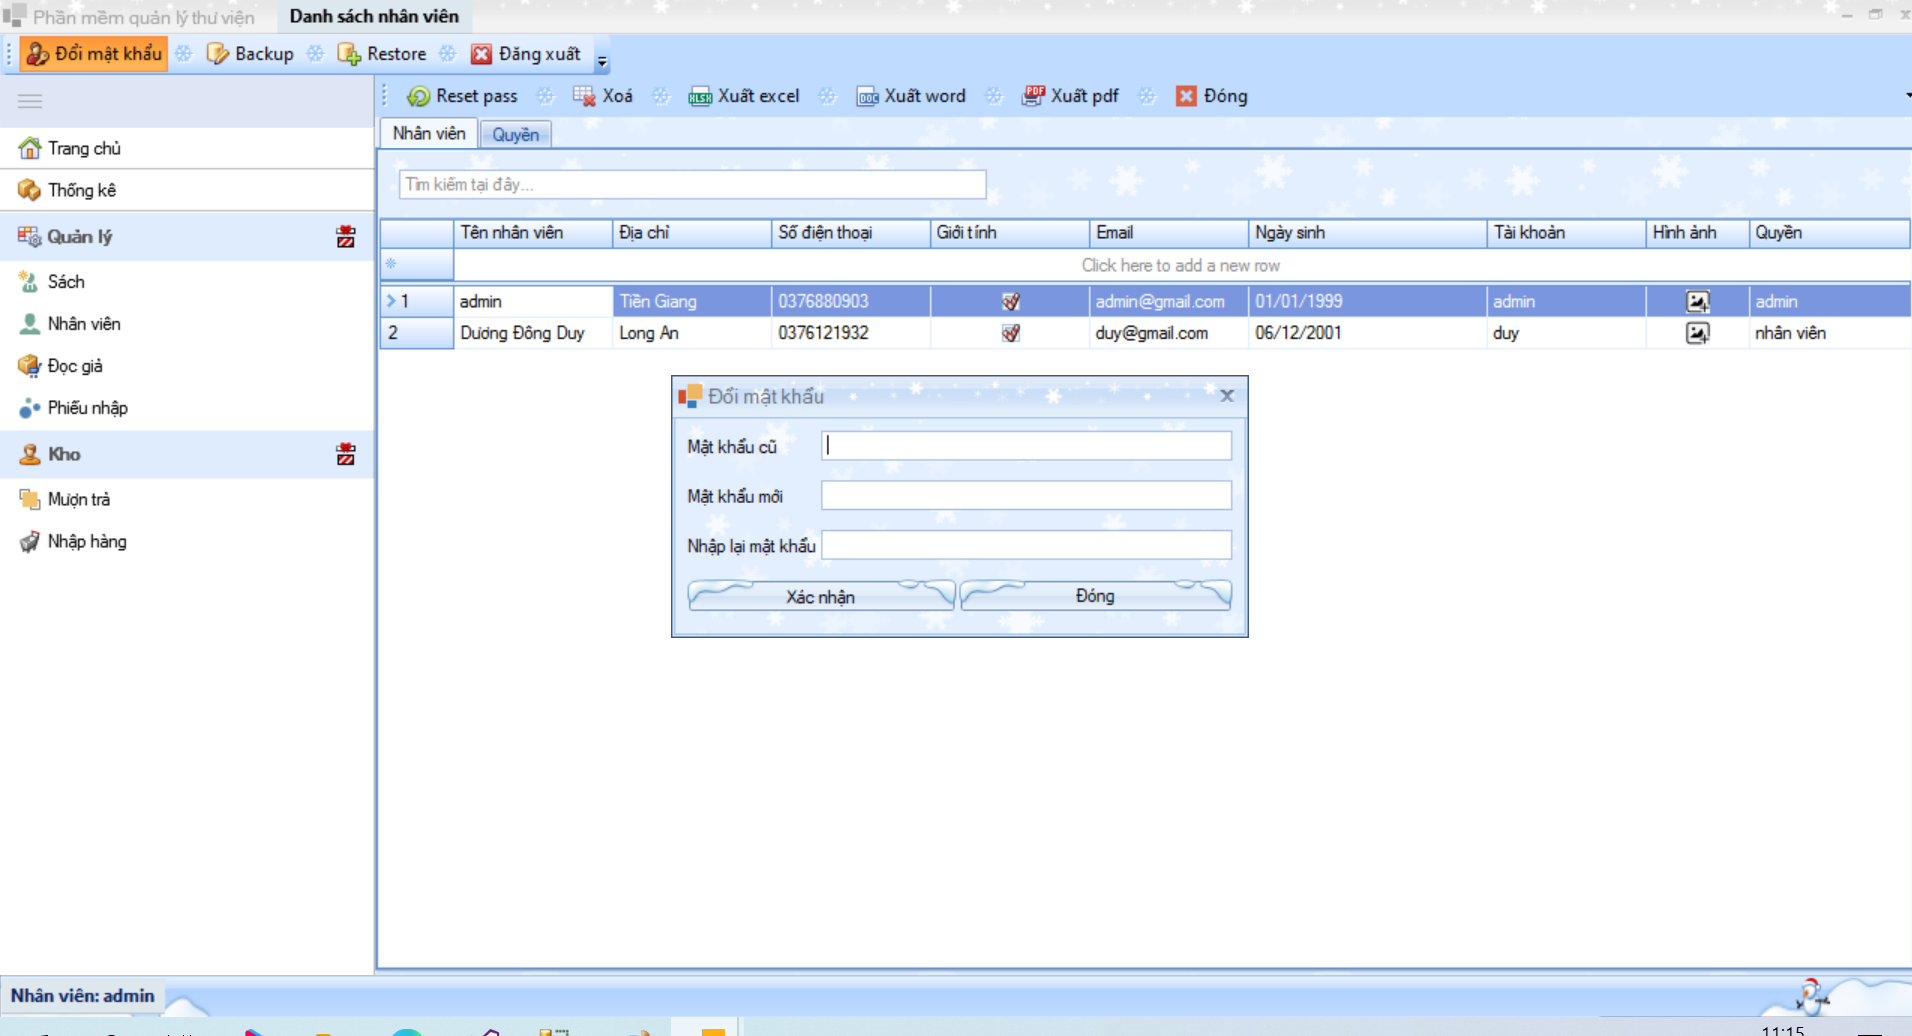 Phần mềm quản lý thư viện Danh sách nhân viên
Đổi mật khẩu Backup Restore Đăng xuất
Reset pass Xoá Xuất excel Xuất word Xuất pdf Đóng
Nhân viên Quyền
Trang chủ
Thống kê
Quản lý
Sách
Nhân viên
Đọc giả
Phiếu nhập
Kho
Mượn trả
Nhập hàng
Tìm kiếm tại đây...
Tên nhân viên Địa chỉ Số điện thoại Giới tính Email Ngày sinh Tài khoản Hình ảnh Quyền
Click here to add a new row
1 admin Tiền Giang 0376880903 admin@gmail.com 01/01/1999 admin admin
2 Dương Đông Duy Long An 0376121932 duy@gmail.com 06/12/2001 duy nhân viên
Đổi mật khẩu
Mật khẩu cũ
Mật khẩu mới
Nhập lại mật khẩu
Xác nhận Đóng
Nhân viên: admin
11:15